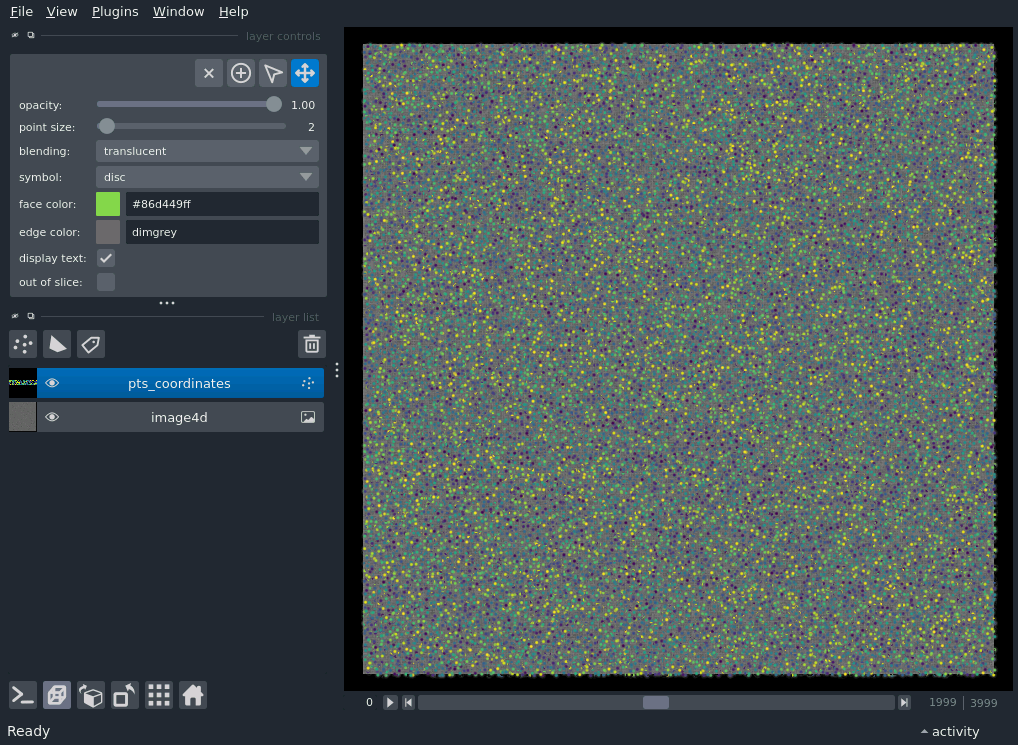 File View Plugins Window Help
layer controls
opacity: 1.00
point size: 2
blending: translucent
symbol: disc
face color: #86d449ff
edge color: dimgrey
display text:
out of slice:
layer list
pts_coordinates
image4d
0 1999 3999
Ready activity